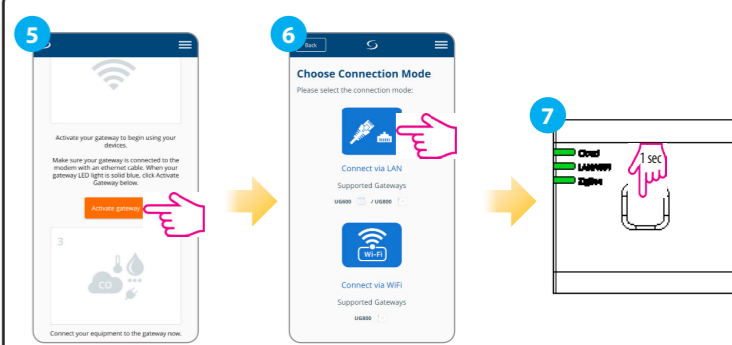 5
Activate your gateway to begin using your
devices.
Make sure your gateway is connected to the
modem with an ethernet cable. When your
gateway LED light is solid blue, click Activate
Gateway below.
Activate gateway
3
CO
Connect your equipment to the gateway now.
6
Back
Choose Connection Mode
Please select the connection mode:
Connect via LAN
Supported Gateways
UG600 / UG800
Wi-Fi
Connect via WiFi
Supported Gateways
UG800
7
Cloud
LAN/WiFi
ZigBee
1 sec